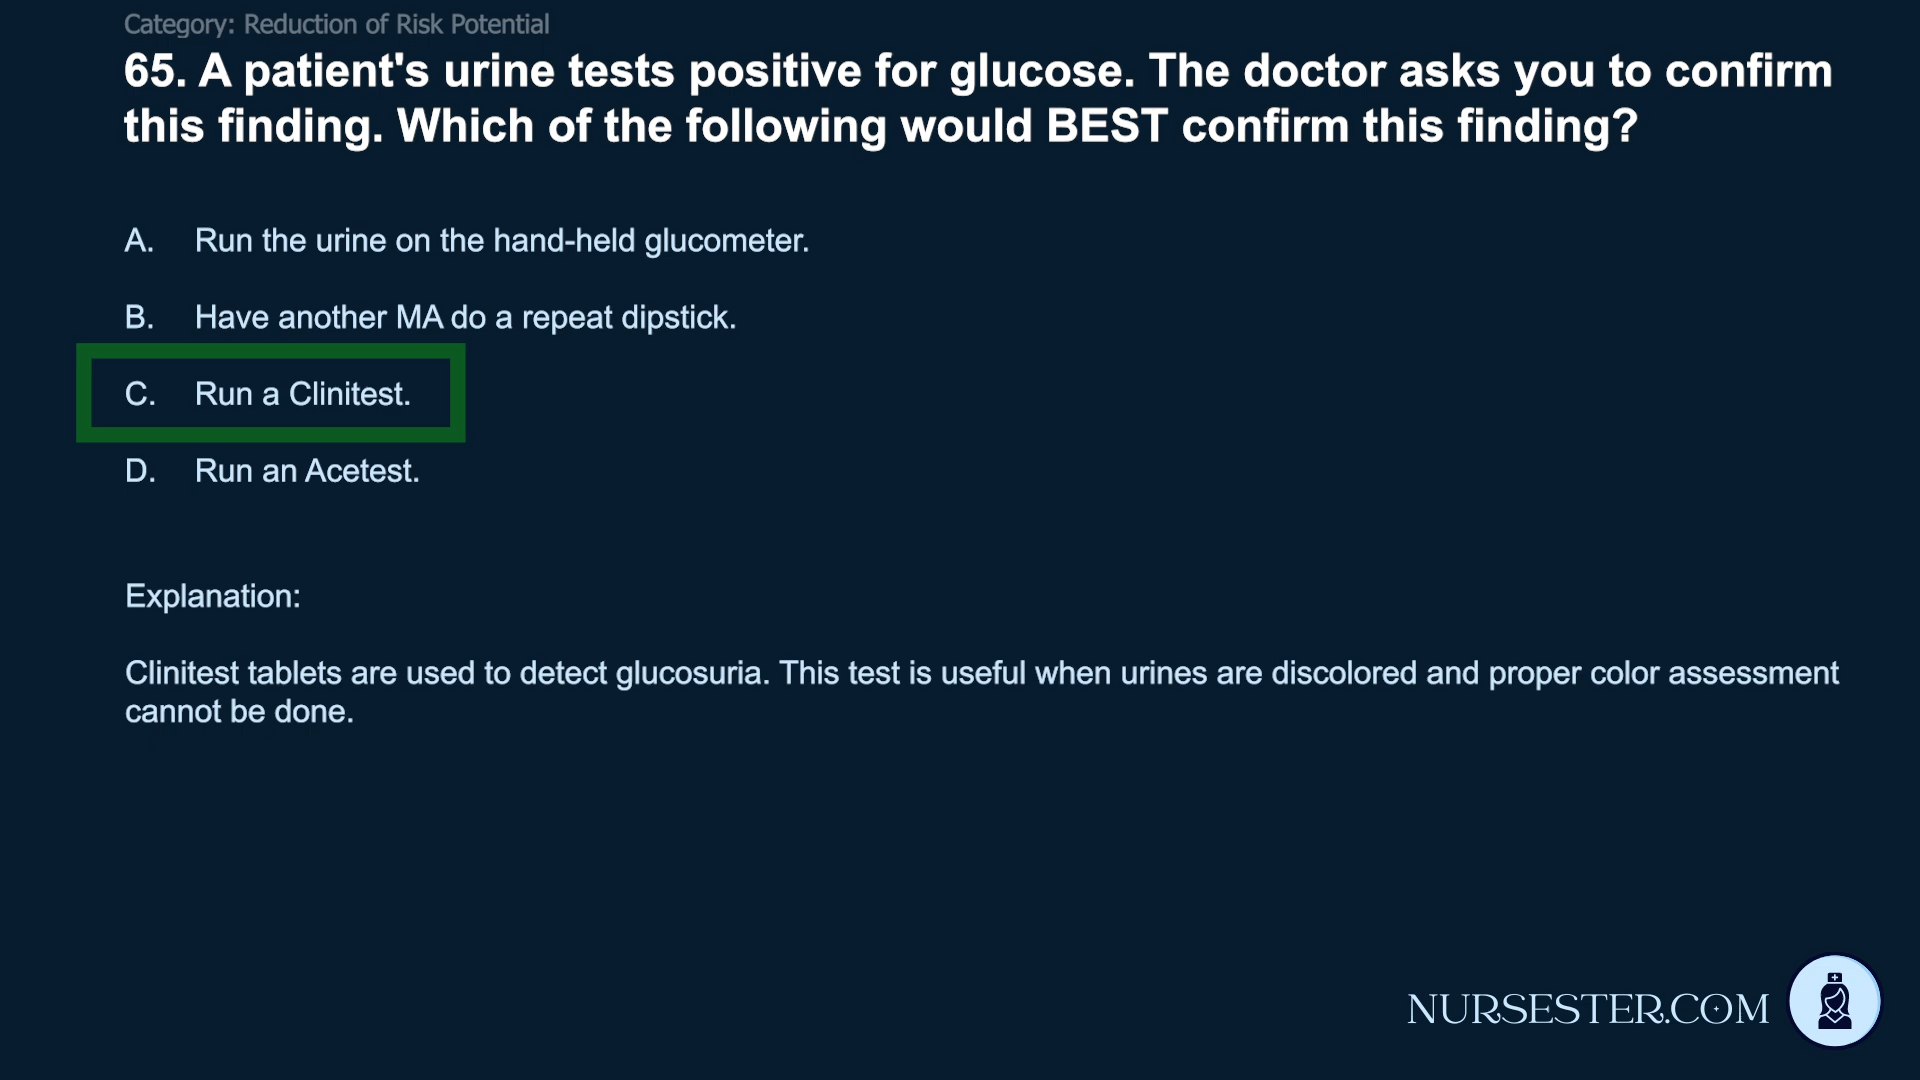 Category: Reduction of Risk Potential
65. A patient's urine tests positive for glucose. The doctor asks you to confirm
this finding. Which of the following would BEST confirm this finding?
A. Run the urine on the hand-held glucometer.
B. Have another MA do a repeat dipstick.
C. Run a Clinitest.
D. Run an Acetest.
Explanation:
Clinitest tablets are used to detect glucosuria. This test is useful when urines are discolored and proper color assessment
cannot be done.
NURSESTER.COM